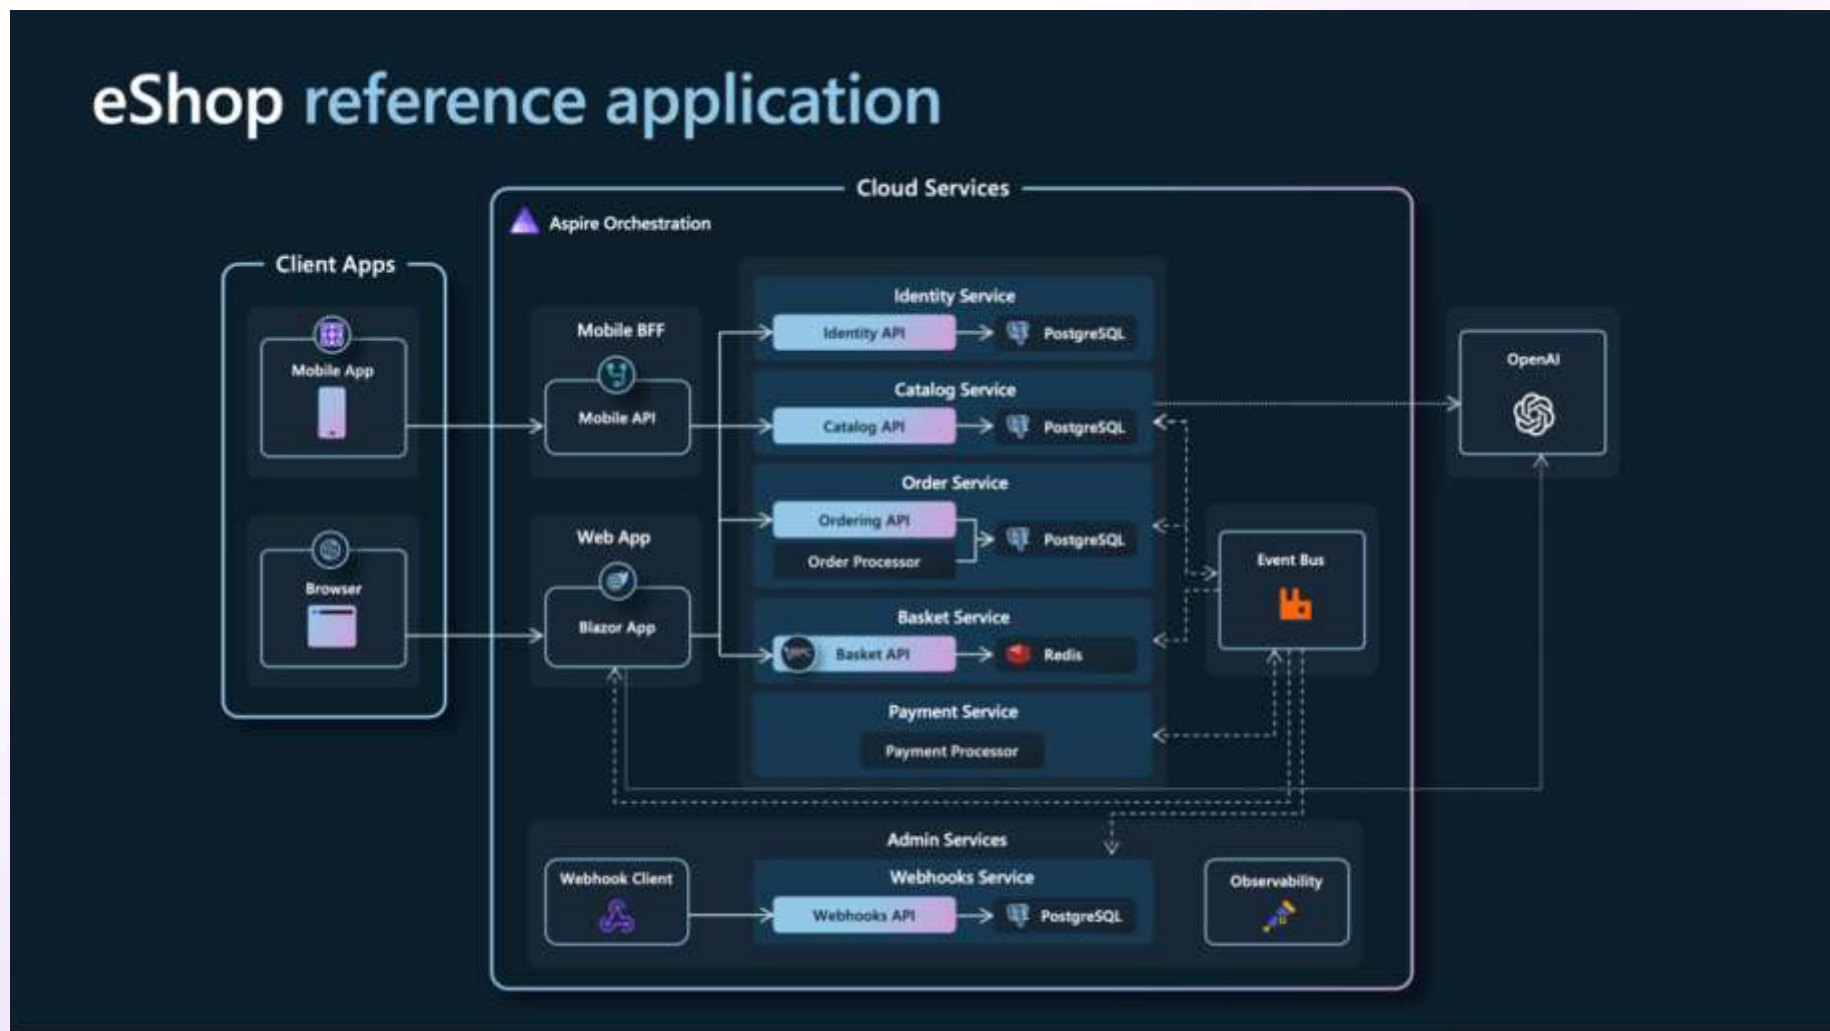 eShop reference application
Cloud Services
Aspire Orchestration
Client Apps
Mobile App
Browser
Mobile BFF
Mobile API
Web App
Blazor App
Identity Service
Identity API
PostgreSQL
Catalog Service
Catalog API
PostgreSQL
Order Service
Ordering API
Order Processor
PostgreSQL
Basket Service
Basket API
Redis
Payment Service
Payment Processor
Event Bus
OpenAI
Admin Services
Webhook Client
Webhooks Service
Webhooks API
PostgreSQL
Observability